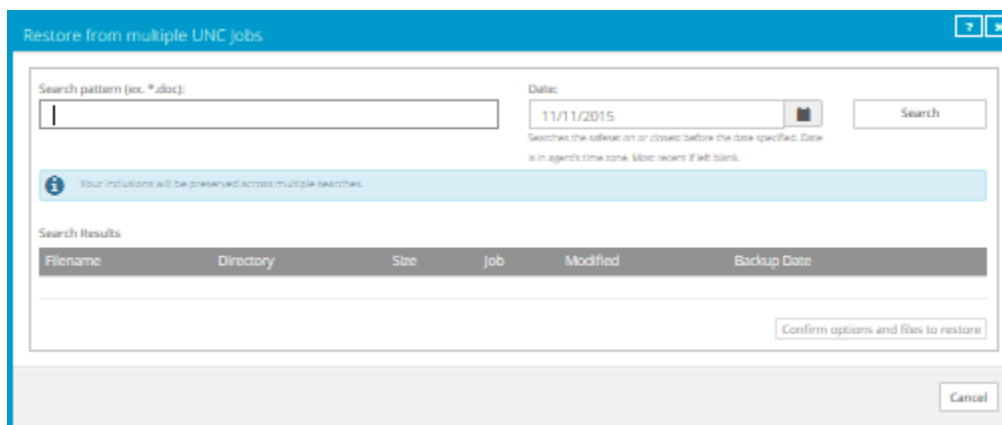 Restore from multiple UNC Jobs
?
Search pattern (ex. *.doc):
Date:
11/11/2015
Search
Searches the safeset on or closest before the date specified. Date
is in agent's time zone. Most recent if left blank.
Your inclusions will be preserved across multiple searches.
Search Results
Filename Directory Size Job Modified Backup Date
Confirm options and files to restore
Cancel